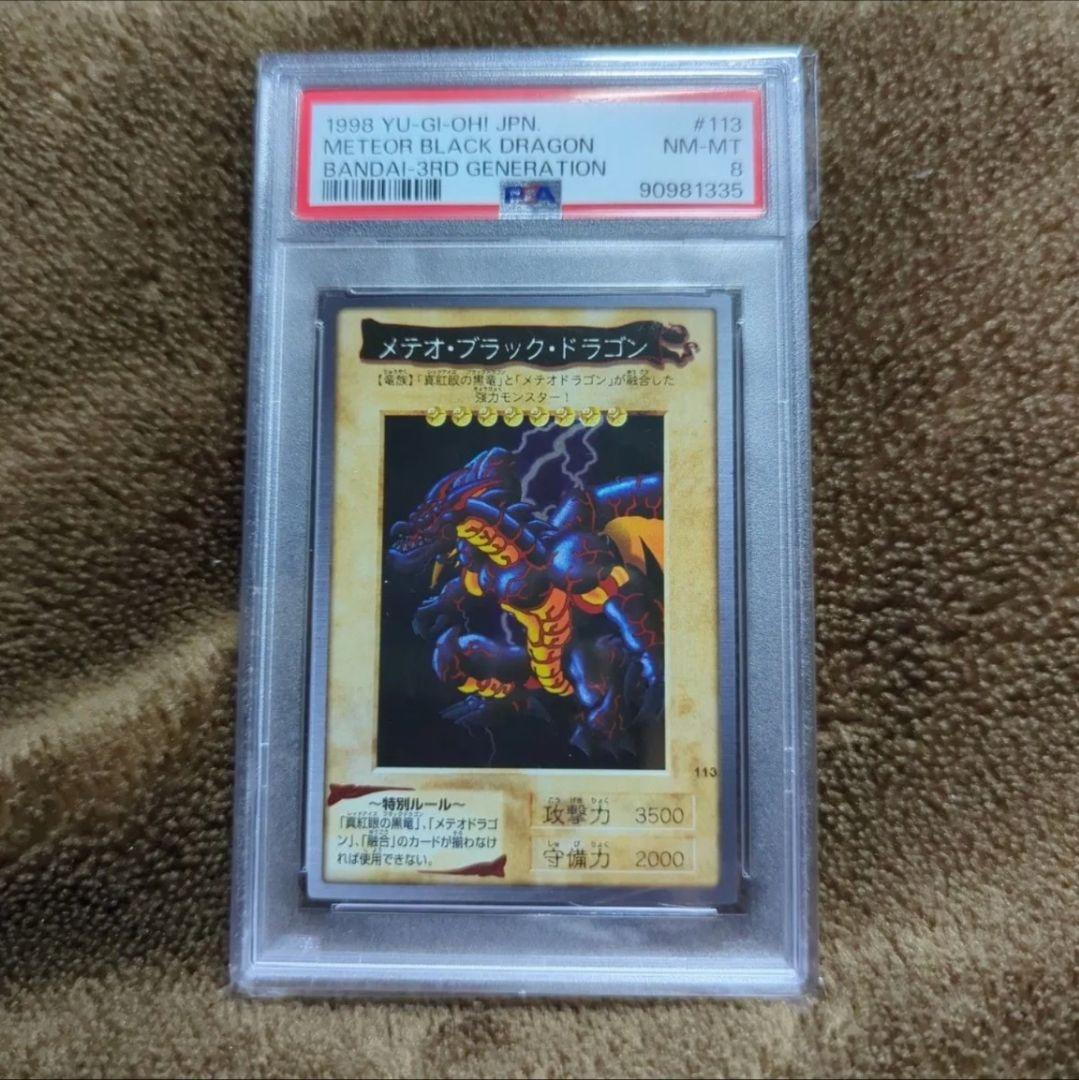 1998 YU-GI-OH! JPN. #113
METEOR BLACK DRAGON NM-MT
BANDAI-3RD GENERATION 8
PSA 90981335
メテオ・ブラック・ドラゴン
【竜族】「真紅眼の黒竜」と「メテオドラゴン」が融合した
強力モンスター!
113
~特別ルール~
「真紅眼の黒竜」、「メテオドラゴ
ン」、「融合」のカードが揃わなけ
れば使用できない。
攻撃力 3500
守備力 2000